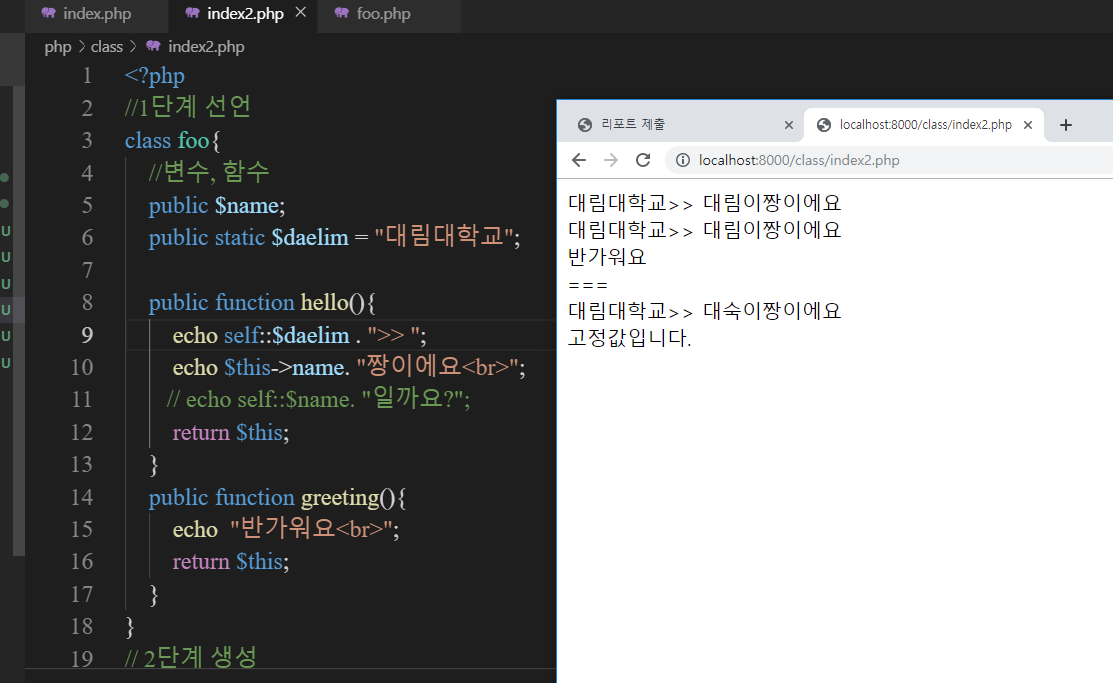 index.php
index2.php
foo.php
php > class > index2.php
1 <?php
2 //1단계 선언
3 class foo{
4 //변수, 함수
5 public $name;
6 public static $daelim = "대림대학교";
7
8 public function hello(){
9 echo self::$daelim . ">> ";
10 echo $this->name. "짱이에요<br>";
11 // echo self::$name. "일까요?";
12 return $this;
13 }
14 public function greeting(){
15 echo "반가워요<br>";
16 return $this;
17 }
18 }
19 // 2단계 생성
U
U
U
U
U
U
리포트 제출
localhost:8000/class/index2.php
localhost:8000/class/index2.php
대림대학교>> 대림이짱이에요
대림대학교>> 대림이짱이에요
반가워요
===
대림대학교>> 대숙이짱이에요
고정값입니다.